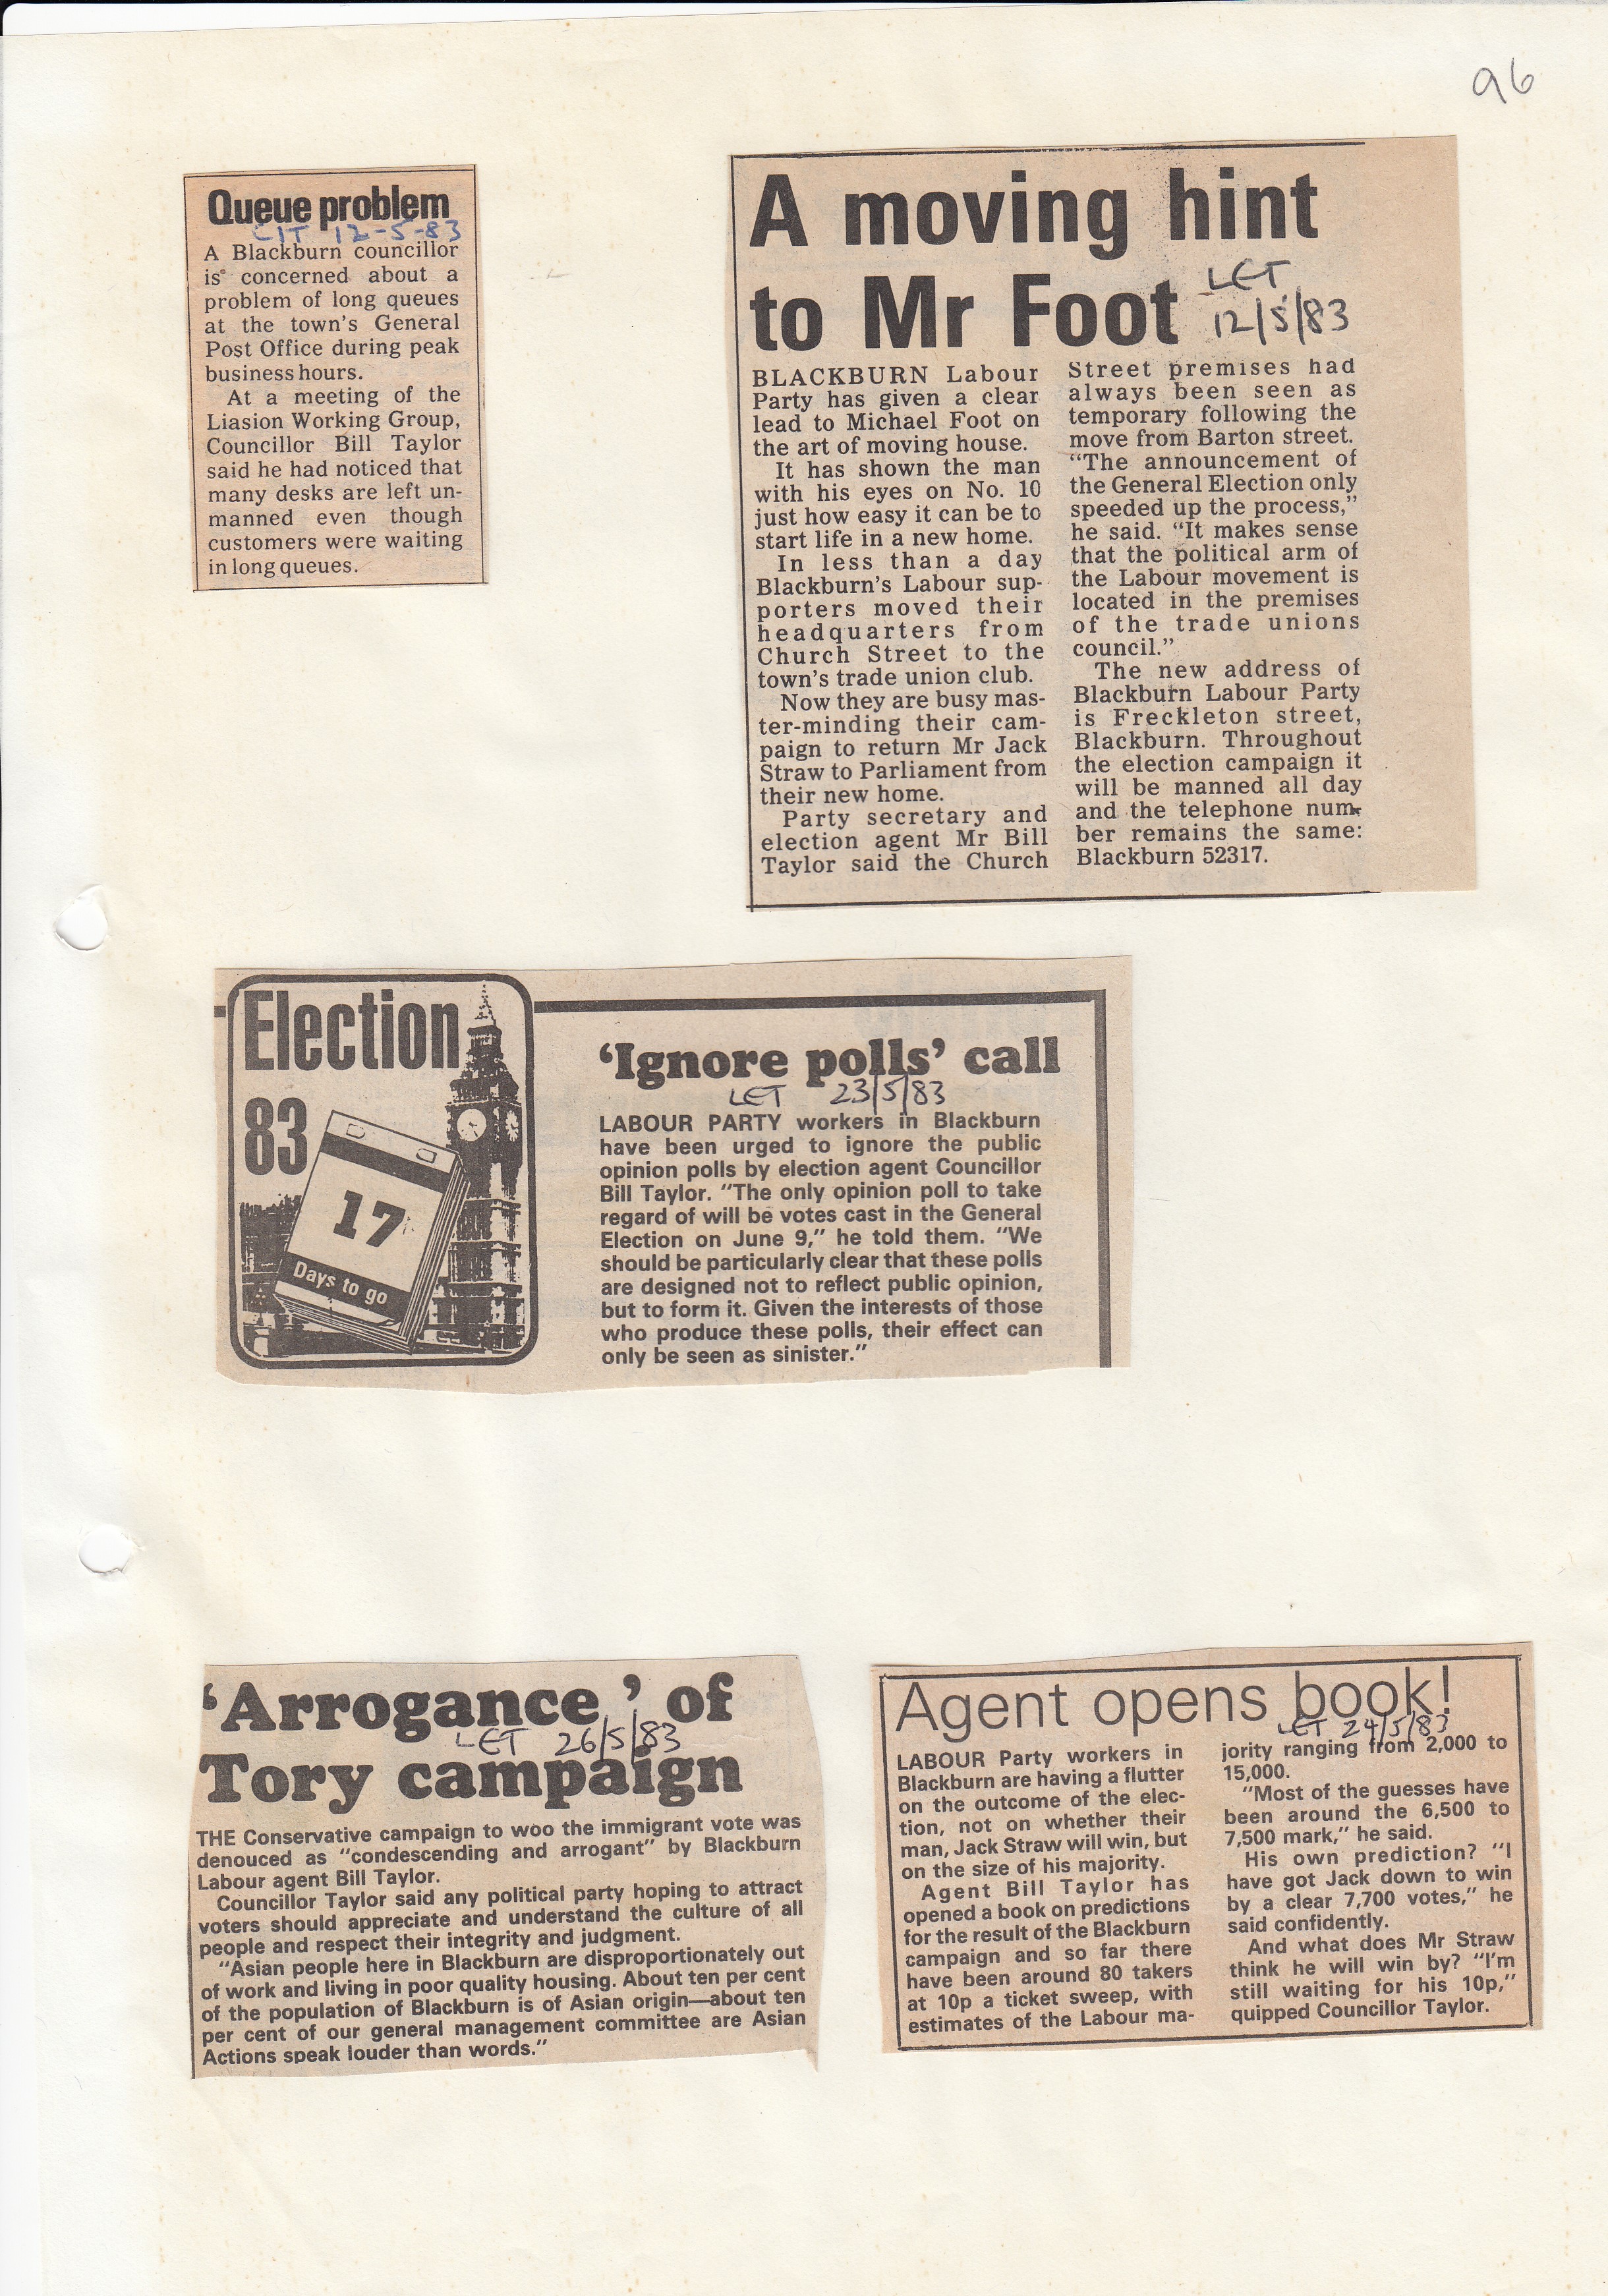 96
Queue problem
LIT 12-5-83
A Blackburn councillor
is concerned about a
problem of long queues
at the town's General
Post Office during peak
business hours.
At a meeting of the
Liasion Working Group,
Councillor Bill Taylor
said he had noticed that
many desks are left un-
manned even though
customers were waiting
in long queues.
A moving hint
to Mr Foot
LET
12/5/83
BLACKBURN Labour
Party has given a clear
lead to Michael Foot on
the art of moving house.
It has shown the man
with his eyes on No. 10
just how easy it can be to
start life in a new home.
In less than a day
Blackburn's Labour sup-
porters moved their
headquarters from
Church Street to the
town's trade union club.
Now they are busy mas-
ter-minding their cam-
paign to return Mr Jack
Straw to Parliament from
their new home.
Party secretary and
election agent Mr Bill
Taylor said the Church
Street premises had
always been seen as
temporary following the
move from Barton street.
“The announcement of
the General Election only
speeded up the process,”
he said. “It makes sense
that the political arm of
the Labour movement is
located in the premises
of the trade unions
council.”
The new address of
Blackburn Labour Party
is Freckleton street,
Blackburn. Throughout
the election campaign it
will be manned all day
and the telephone num-
ber remains the same:
Blackburn 52317.
Election
83
17
Days to go
‘Ignore polls’ call
LET 23/5/83
LABOUR PARTY workers in Blackburn
have been urged to ignore the public
opinion polls by election agent Councillor
Bill Taylor. “The only opinion poll to take
regard of will be votes cast in the General
Election on June 9,” he told them. “We
should be particularly clear that these polls
are designed not to reflect public opinion,
but to form it. Given the interests of those
who produce these polls, their effect can
only be seen as sinister.”
‘Arrogance’ of
LET 26/5/83
Tory campaign
THE Conservative campaign to woo the immigrant vote was
denouced as “condescending and arrogant” by Blackburn
Labour agent Bill Taylor.
Councillor Taylor said any political party hoping to attract
voters should appreciate and understand the culture of all
people and respect their integrity and judgment.
“Asian people here in Blackburn are disproportionately out
of work and living in poor quality housing. About ten per cent
of the population of Blackburn is of Asian origin—about ten
per cent of our general management committee are Asian
Actions speak louder than words.”
Agent opens book!
LET 24/5/83
LABOUR Party workers in
Blackburn are having a flutter
on the outcome of the elec-
tion, not on whether their
man, Jack Straw will win, but
on the size of his majority.
Agent Bill Taylor has
opened a book on predictions
for the result of the Blackburn
campaign and so far there
have been around 80 takers
at 10p a ticket sweep, with
estimates of the Labour ma-
jority ranging from 2,000 to
15,000.
“Most of the guesses have
been around the 6,500 to
7,500 mark,” he said.
His own prediction? “I
have got Jack down to win
by a clear 7,700 votes,” he
said confidently.
And what does Mr Straw
think he will win by? “I'm
still waiting for his 10p,”
quipped Councillor Taylor.